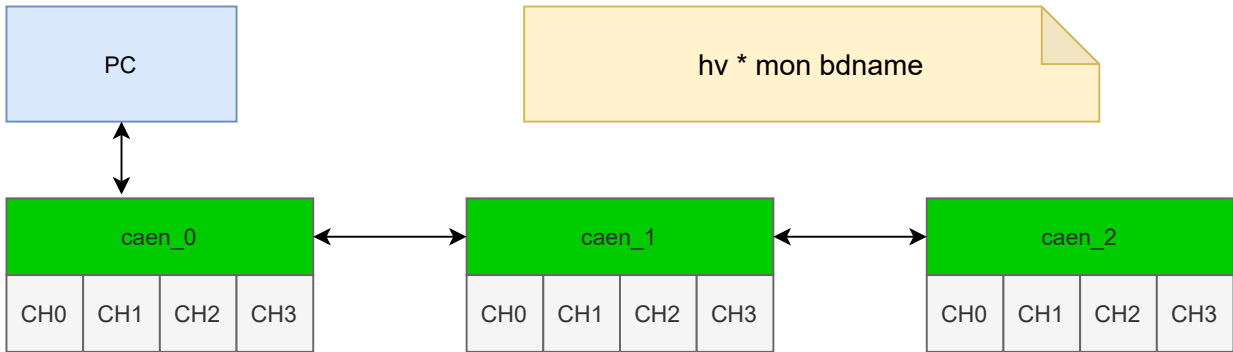 PC
hv * mon bdname
caen_0
caen_1
caen_2
CH0 CH1 CH2 CH3
CH0 CH1 CH2 CH3
CH0 CH1 CH2 CH3